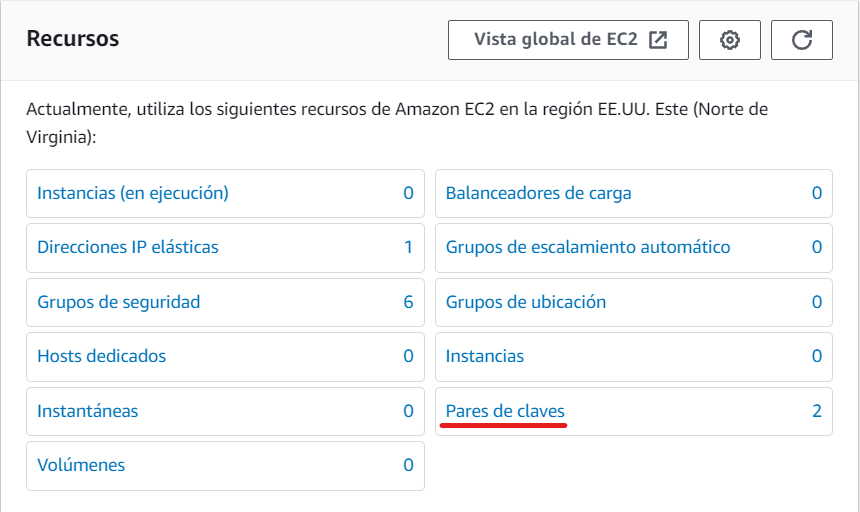 Recursos
Vista global de EC2
Actualmente, utiliza los siguientes recursos de Amazon EC2 en la región EE.UU. Este (Norte de
Virginia):
Instancias (en ejecución) 0
Balanceadores de carga 0
Direcciones IP elásticas 1
Grupos de escalamiento automático 0
Grupos de seguridad 6
Grupos de ubicación 0
Hosts dedicados 0
Instancias 0
Instantáneas 0
Pares de claves 2
Volúmenes 0